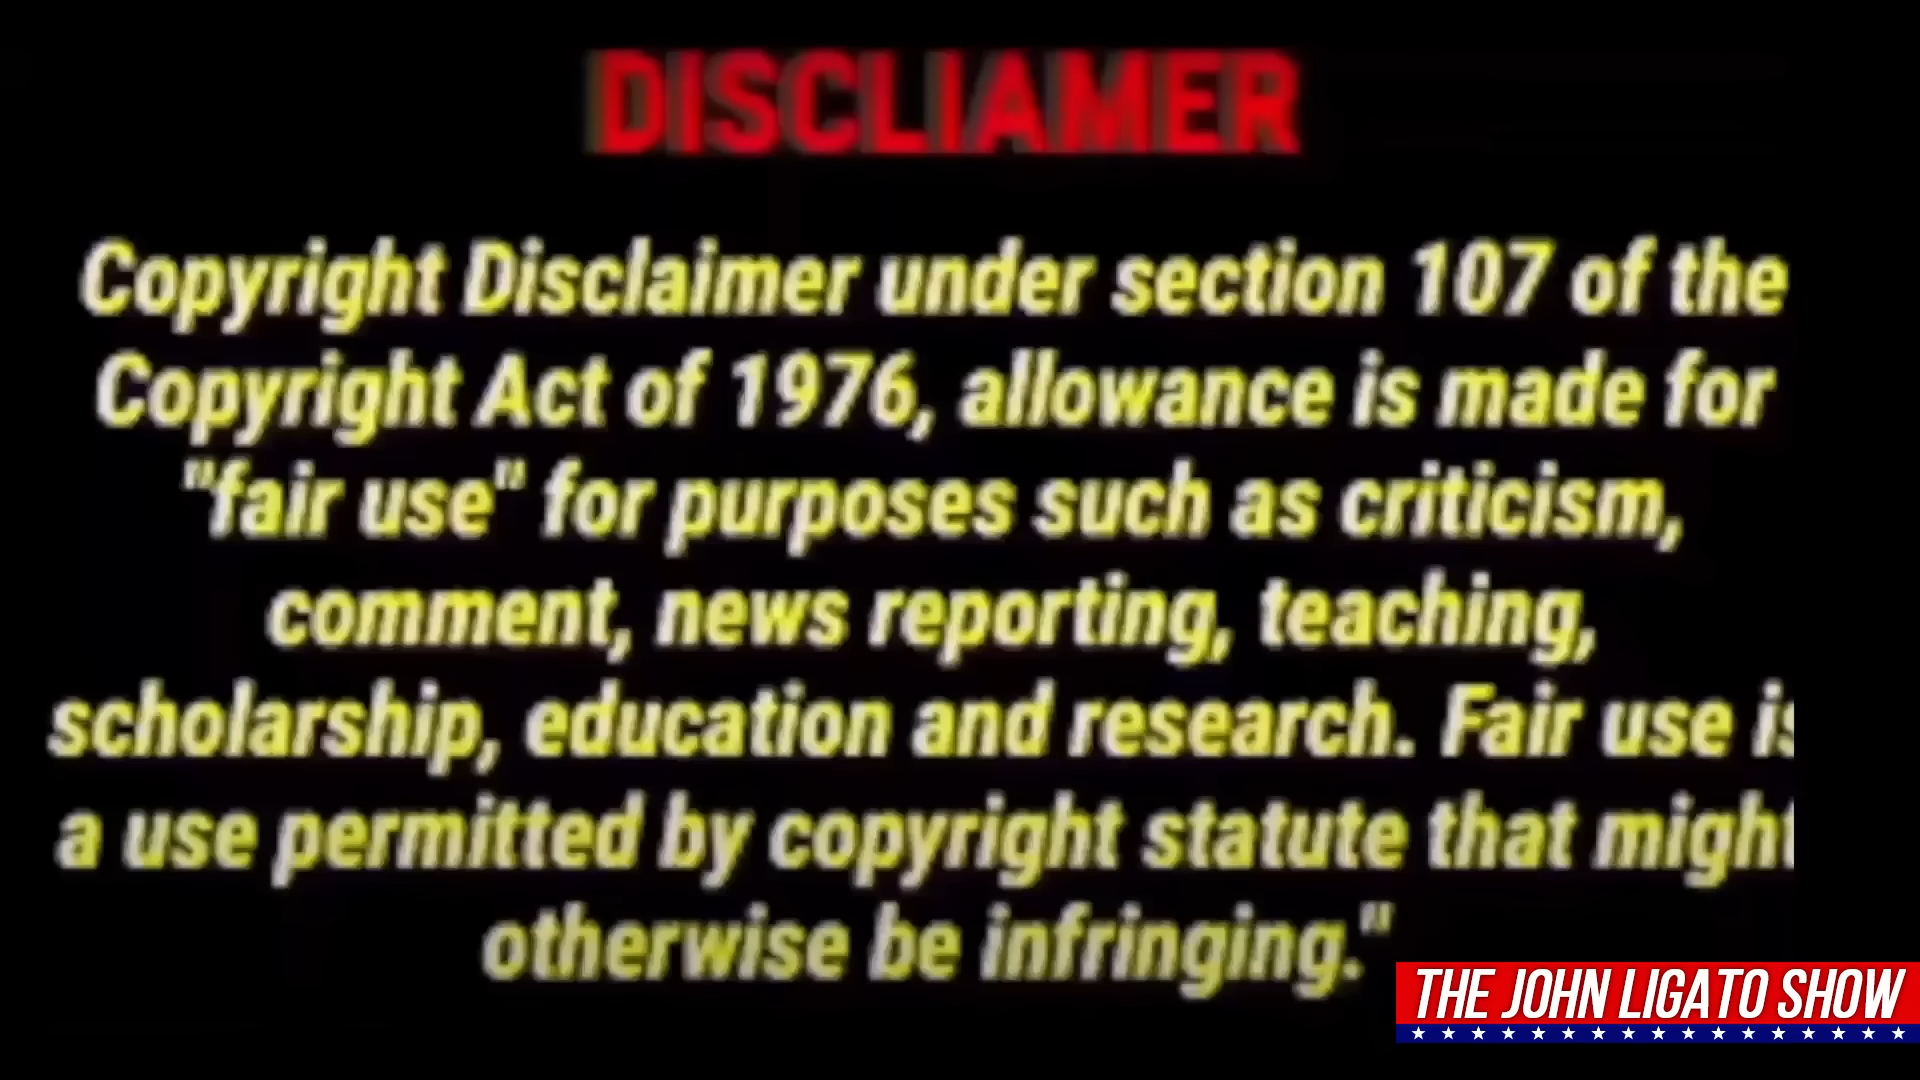 DISCLIAMER
Copyright Disclaimer under section 107 of the
Copyright Act of 1976, allowance is made for
"fair use" for purposes such as criticism,
comment, news reporting, teaching,
scholarship, education and research. Fair use is
a use permitted by copyright statute that might
otherwise be infringing."
THE JOHN LIGATO SHOW